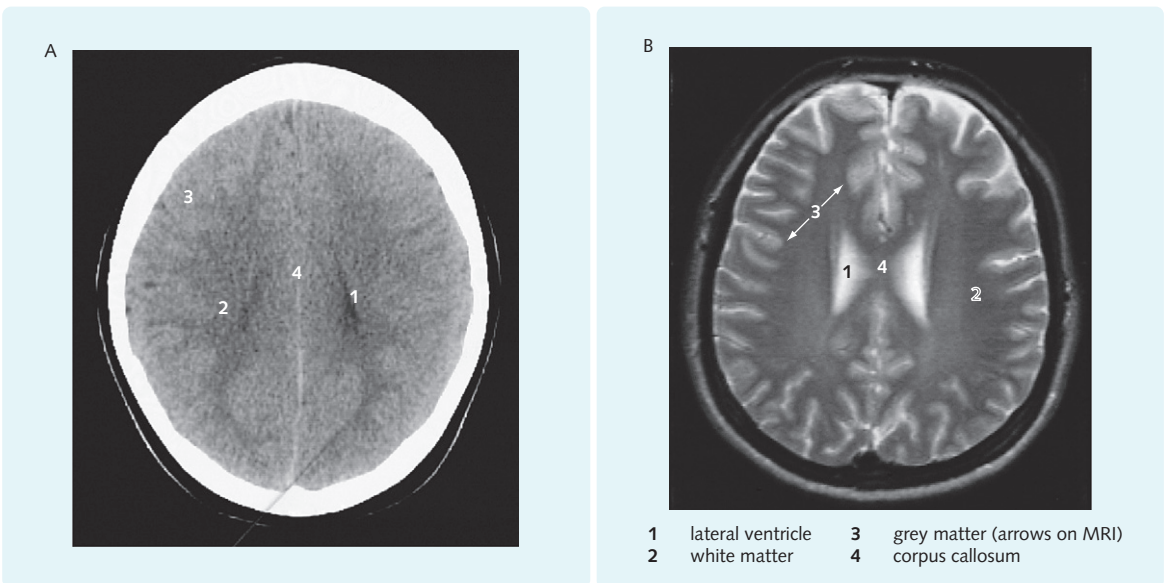 A
3
4
2
1
B
3
1
4
2
1 lateral ventricle 3 grey matter (arrows on MRI)
2 white matter 4 corpus callosum